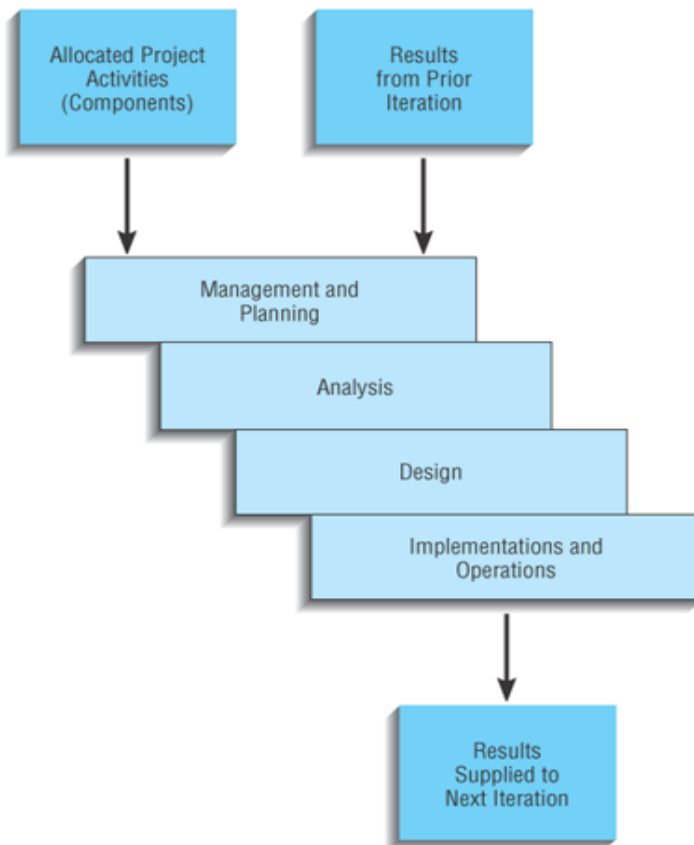 Allocated Project
Activities
(Components)
Results
from Prior
Iteration
Management and
Planning
Analysis
Design
Implementations and
Operations
Results
Supplied to
Next Iteration